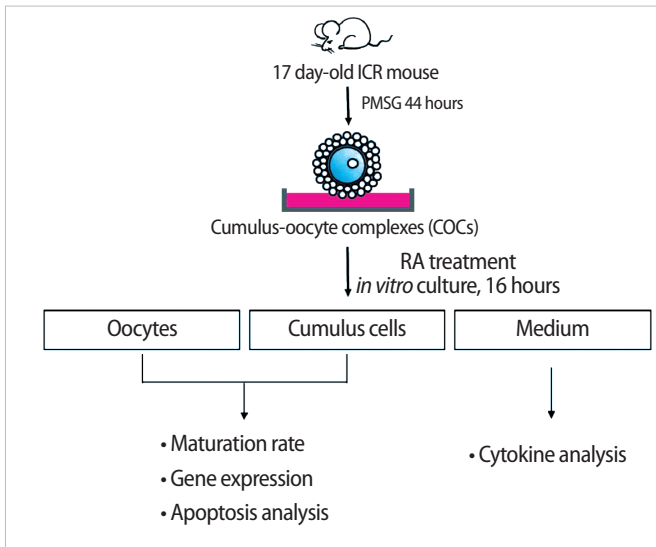 17 day-old ICR mouse
PMSG 44 hours
Cumulus-oocyte complexes (COCs)
RA treatment
in vitro culture, 16 hours
Oocytes
Cumulus cells
Medium
• Maturation rate
• Gene expression
• Apoptosis analysis
• Cytokine analysis